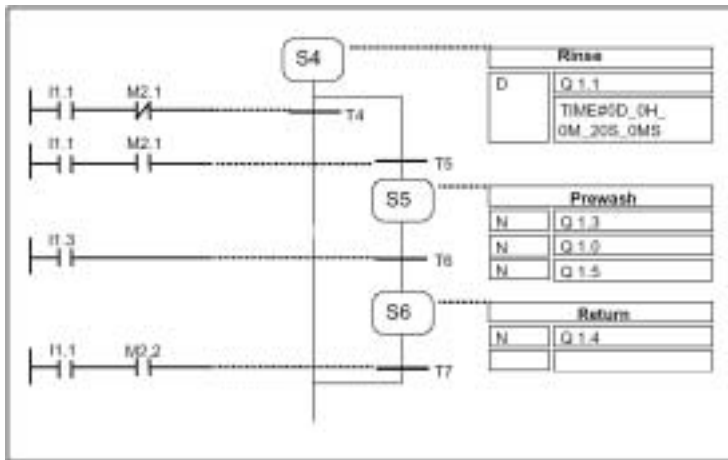 S4
Rinse
D Q 1.1
TIME#0D_0H_
0M_20S_0MS
I1.1 M2.1
T4
I1.1 M2.1
T5
S5
Prewash
N Q 1.3
N Q 1.0
N Q 1.5
I1.3
T6
S6
Return
N Q 1.4
I1.1 M2.2
T7